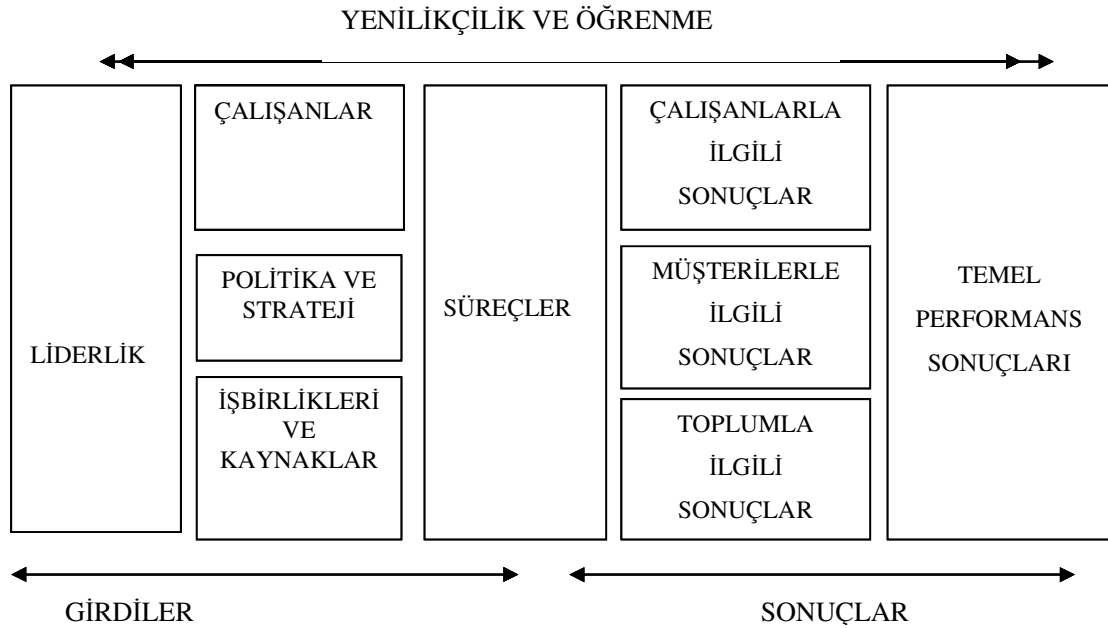 YENİLİKÇİLİK VE ÖĞRENME
LİDERLİK
ÇALIŞANLAR
POLİTİKA VE
STRATEJİ
İŞBİRLİKLERİ
VE
KAYNAKLAR
SÜREÇLER
ÇALIŞANLARLA
İLGİLİ
SONUÇLAR
MÜŞTERİLERLE
İLGİLİ
SONUÇLAR
TOPLUMLA
İLGİLİ
SONUÇLAR
TEMEL
PERFORMANS
SONUÇLARI
GİRDİLER
SONUÇLAR